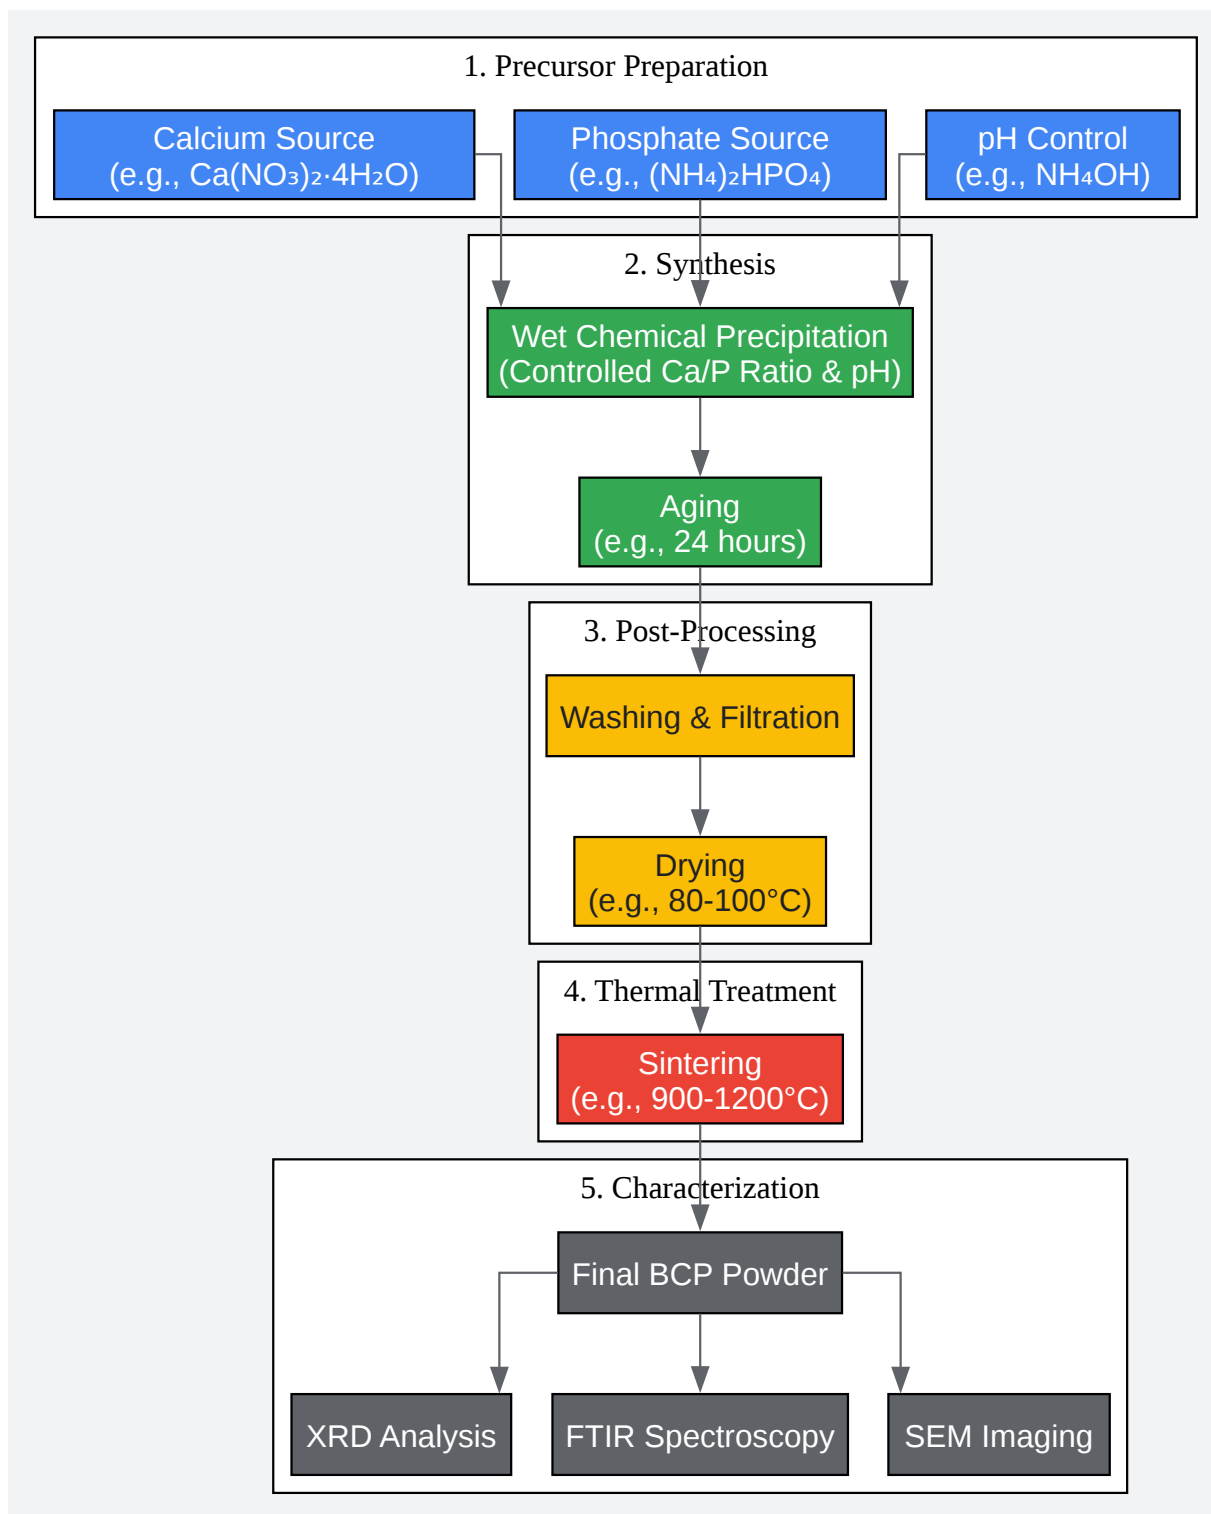 1. Precursor Preparation
Calcium Source
(e.g., Ca(NO₃)₂·4H₂O)
Phosphate Source
(e.g., (NH₄)₂HPO₄)
pH Control
(e.g., NH₄OH)
2. Synthesis
Wet Chemical Precipitation
(Controlled Ca/P Ratio & pH)
Aging
(e.g., 24 hours)
3. Post-Processing
Washing & Filtration
Drying
(e.g., 80-100°C)
4. Thermal Treatment
Sintering
(e.g., 900-1200°C)
5. Characterization
Final BCP Powder
XRD Analysis
FTIR Spectroscopy
SEM Imaging